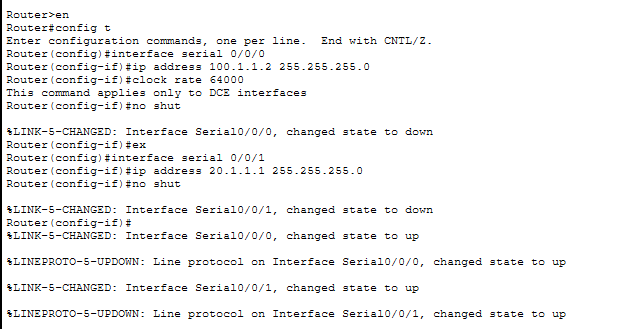 Router>en
Router#config t
Enter configuration commands, one per line.  End with CNTL/Z.
Router(config)#interface serial 0/0/0
Router(config-if)#ip address 100.1.1.2 255.255.255.0
Router(config-if)#clock rate 64000
This command applies only to DCE interfaces
Router(config-if)#no shut
%LINK-5-CHANGED: Interface Serial0/0/0, changed state to down
Router(config-if)#ex
Router(config)#interface serial 0/0/1
Router(config-if)#ip address 20.1.1.1 255.255.255.0
Router(config-if)#no shut
%LINK-5-CHANGED: Interface Serial0/0/1, changed state to down
Router(config-if)#
%LINK-5-CHANGED: Interface Serial0/0/0, changed state to up
%LINEPROTO-5-UPDOWN: Line protocol on Interface Serial0/0/0, changed state to up
%LINK-5-CHANGED: Interface Serial0/0/1, changed state to up
%LINEPROTO-5-UPDOWN: Line protocol on Interface Serial0/0/1, changed state to up